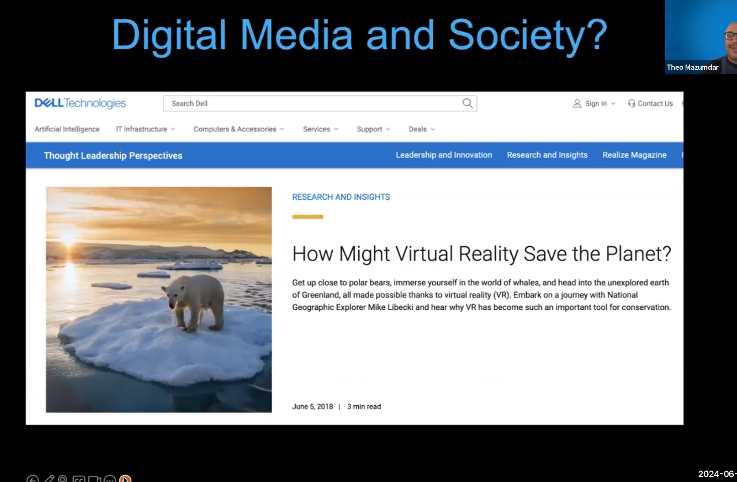 Digital Media and Society?
Theo Mazumdar
DELLTechnologies
Search Dell
Sign In
Contact Us
Artificial Intelligence
IT Infrastructure
Computers & Accessories
Services
Support
Deals
Thought Leadership Perspectives
Leadership and Innovation
Research and Insights
Realize Magazine
RESEARCH AND INSIGHTS
How Might Virtual Reality Save the Planet?
Get up close to polar bears, immerse yourself in the world of whales, and head into the unexplored earth
of Greenland, all made possible thanks to virtual reality (VR). Embark on a journey with National
Geographic Explorer Mike Libecki and hear why VR has become such an important tool for conservation.
June 5, 2018 | 3 min read
2024-06-